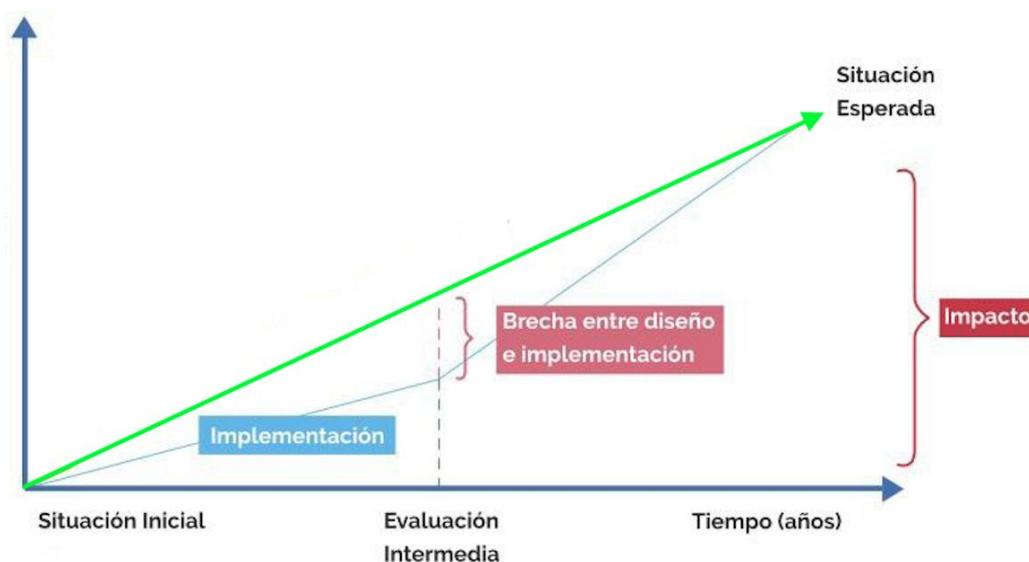 Situación
Esperada
Impacto
Brecha entre diseño
e implementación
Implementación
Situación Inicial
Evaluación
Intermedia
Tiempo (años)